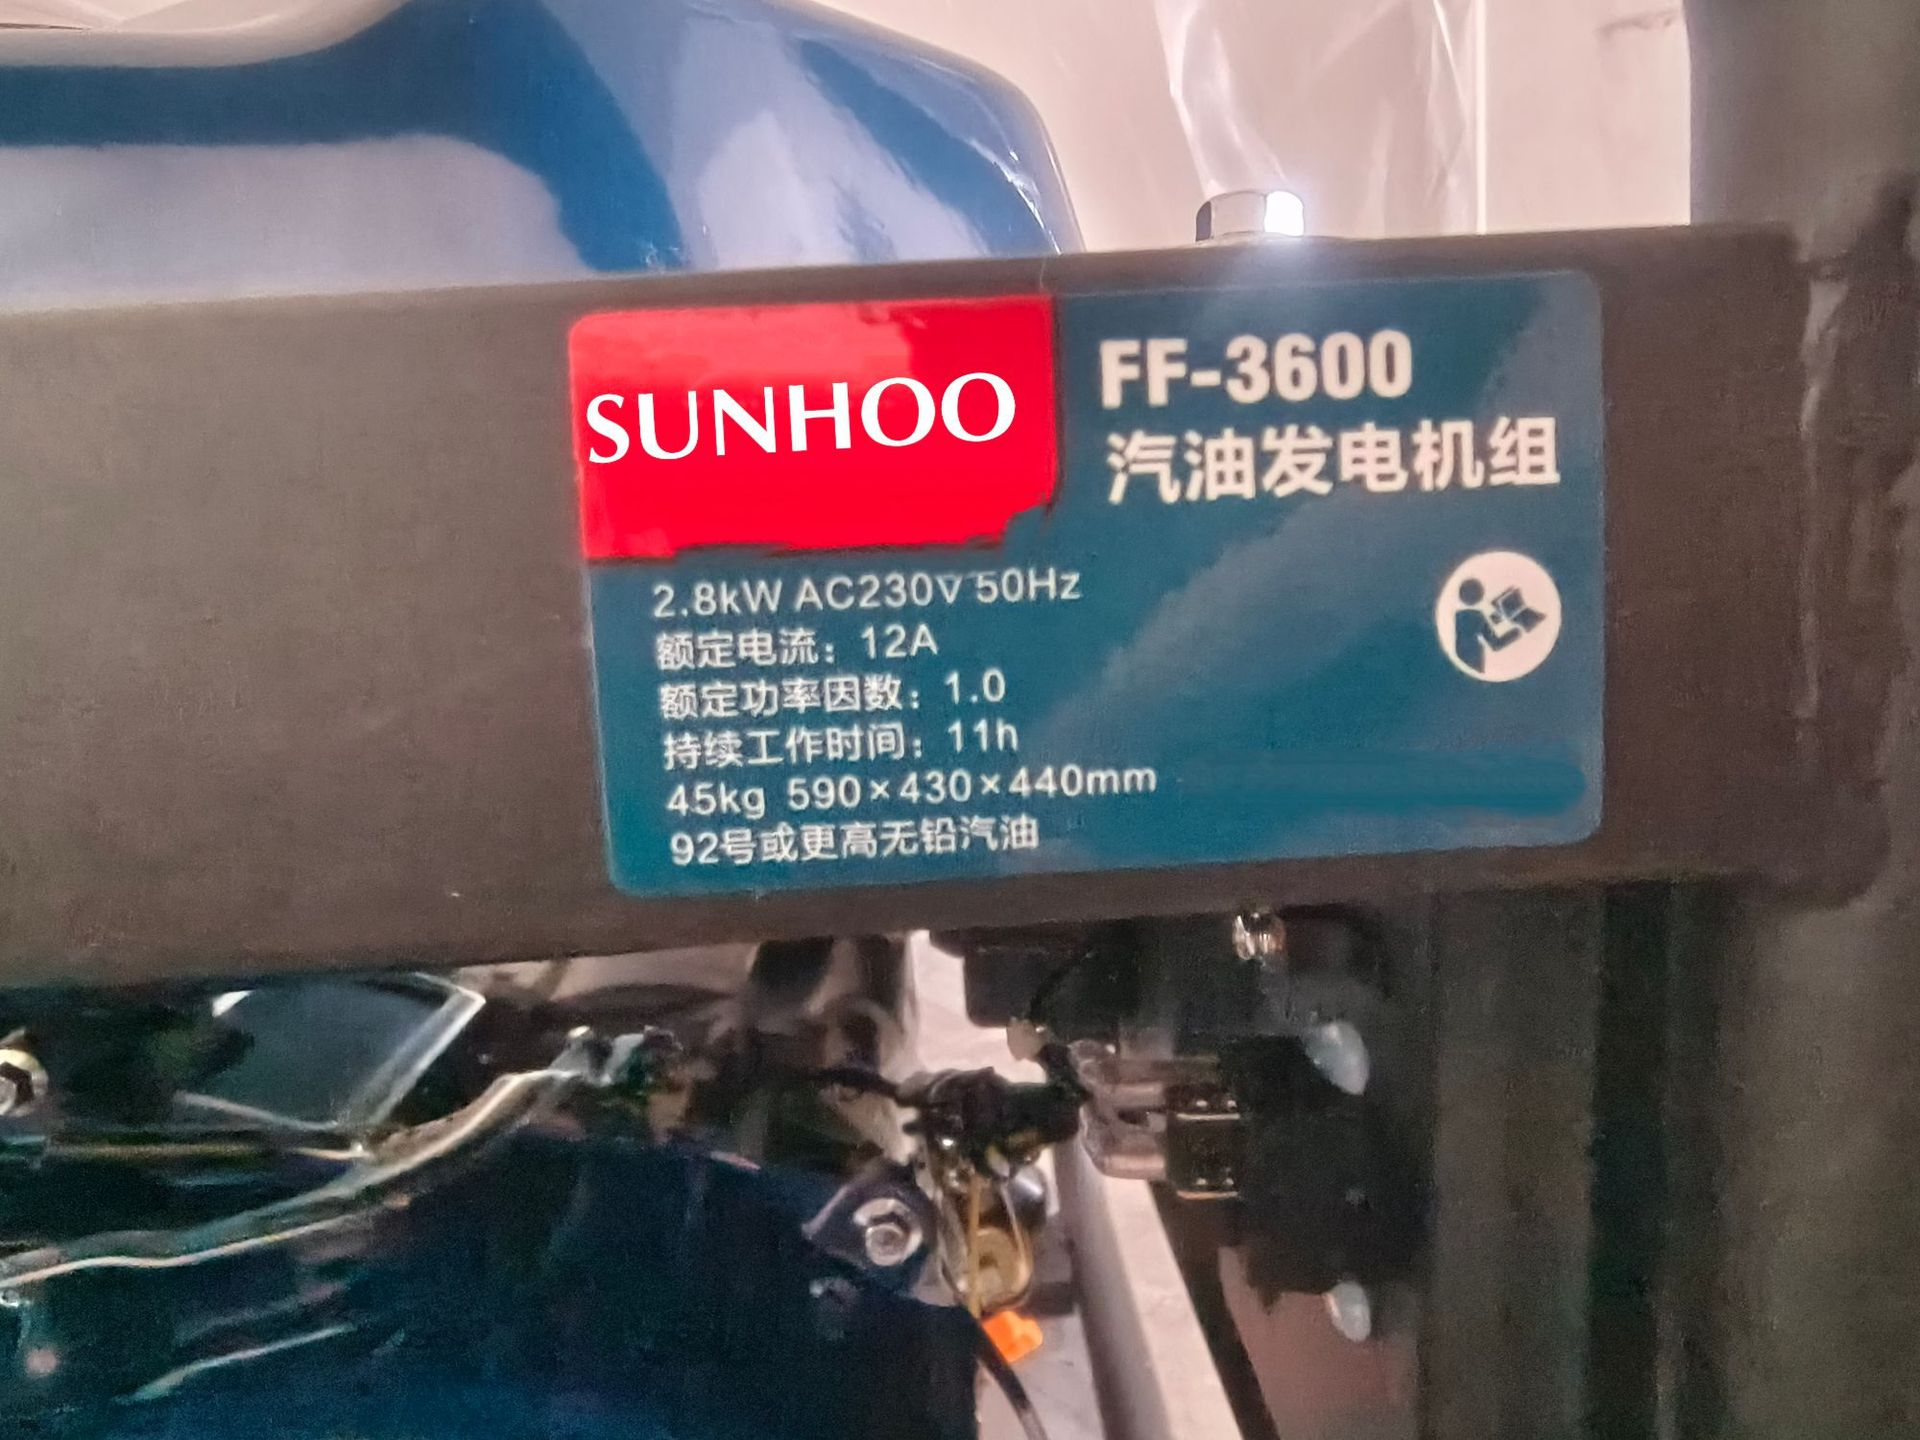 SUNHOO
FF-3600
汽油发电机组
2.8kW AC230V 50Hz
额定电流：12A
额定功率因数：1.0
持续工作时间：11h
45kg 590×430×440mm
92号或更高无铅汽油